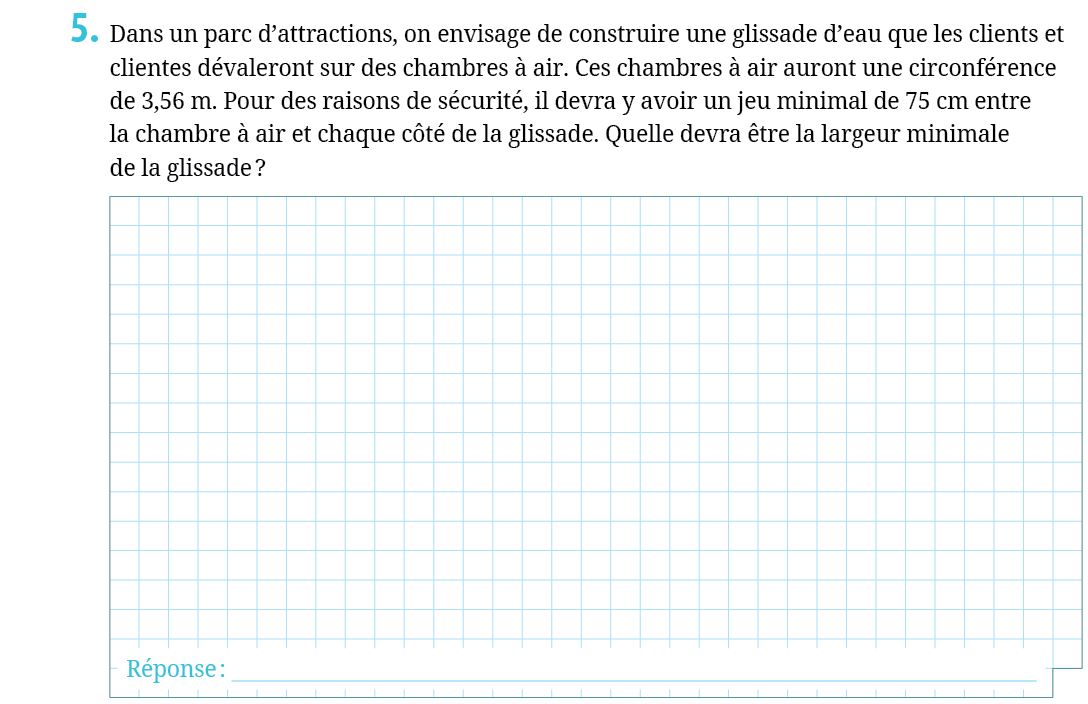 5. Dans un parc d’attractions, on envisage de construire une glissade d’eau que les clients et
clientes dévaleront sur des chambres à air. Ces chambres à air auront une circonférence
de 3,56 m. Pour des raisons de sécurité, il devra y avoir un jeu minimal de 75 cm entre
la chambre à air et chaque côté de la glissade. Quelle devra être la largeur minimale
de la glissade ?
Réponse :